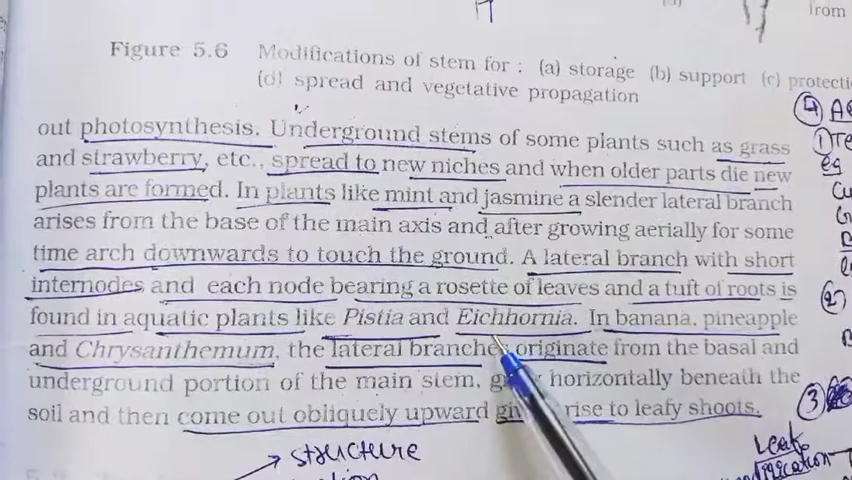 from
Figure 5.6 Modifications of stem for : (a) storage (b) support (c) protecti
(d) spread and vegetative propagation
out photosynthesis. Underground stems of some plants such as grass
and strawberry, etc., spread to new niches and when older parts die new
plants are formed. In plants like mint and jasmine a slender lateral branch
arises from the base of the main axis and after growing aerially for some
time arch downwards to touch the ground. A lateral branch with short
internodes and each node bearing a rosette of leaves and a tuft of roots is
found in aquatic plants like Pistia and Eichhornia. In banana, pineapple
and Chrysanthemum, the lateral branches originate from the basal and
underground portion of the main stem, horizontally beneath the
soil and then come out obliquely upward rise to leafy shoots.
structure
Leaf
4
1
eg
2
3